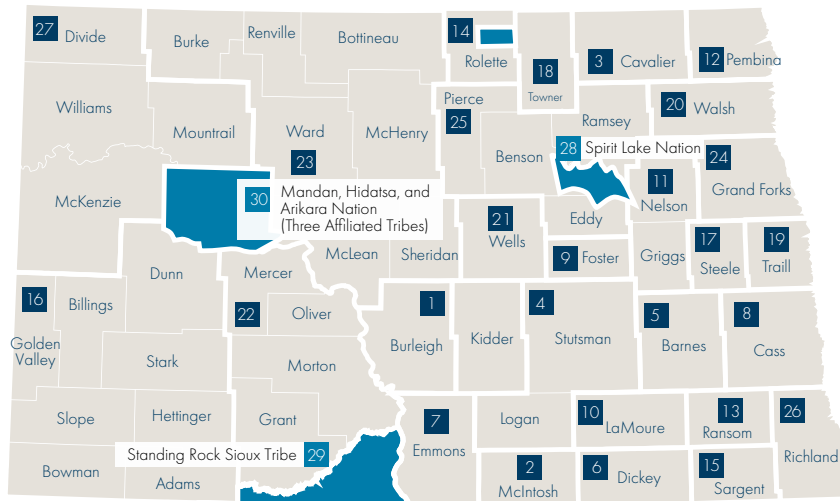 27 Divide
Burke
Renville
Bottineau
14
Rolette
18
Towner
3 Cavalier
12 Pembina
Williams
Mountrail
Ward
23
McHenry
Pierce
25
Benson
Ramsey
20 Walsh
28 Spirit Lake Nation
24
Grand Forks
11
Nelson
McKenzie
30 Mandan, Hidatsa, and
Arikara Nation
(Three Affiliated Tribes)
McLean
Sheridan
21
Wells
Eddy
9 Foster
Griggs
17
Steele
19
Traill
Dunn
Mercer
22
Oliver
16
Golden
Valley
Billings
Stark
Morton
1
Burleigh
Kidder
4
Stutsman
5
Barnes
8
Cass
Slope
Hettinger
Grant
Standing Rock Sioux Tribe 29
Bowman
Adams
7
Emmons
Logan
10
LaMoure
13
Ransom
26
Richland
2
McIntosh
6 Dickey
15
Sargent